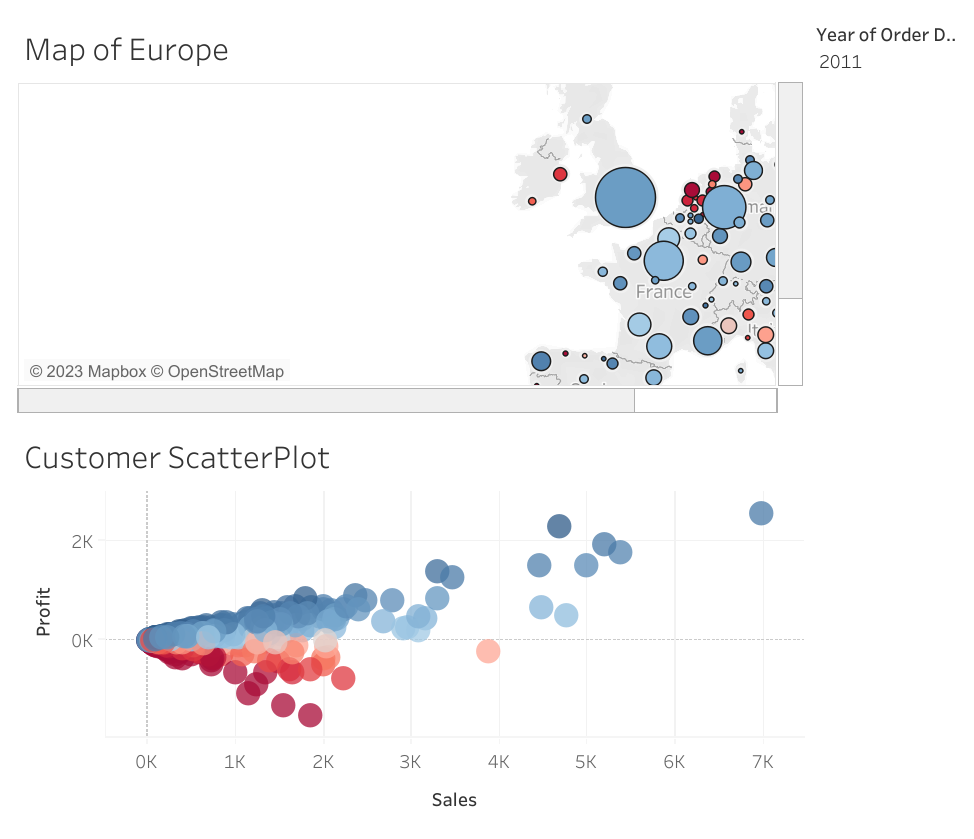 Map of Europe
Year of Order D..
2011
France
© 2023 Mapbox © OpenStreetMap
Customer ScatterPlot
Profit
2K
0K
0K 1K 2K 3K 4K 5K 6K 7K
Sales